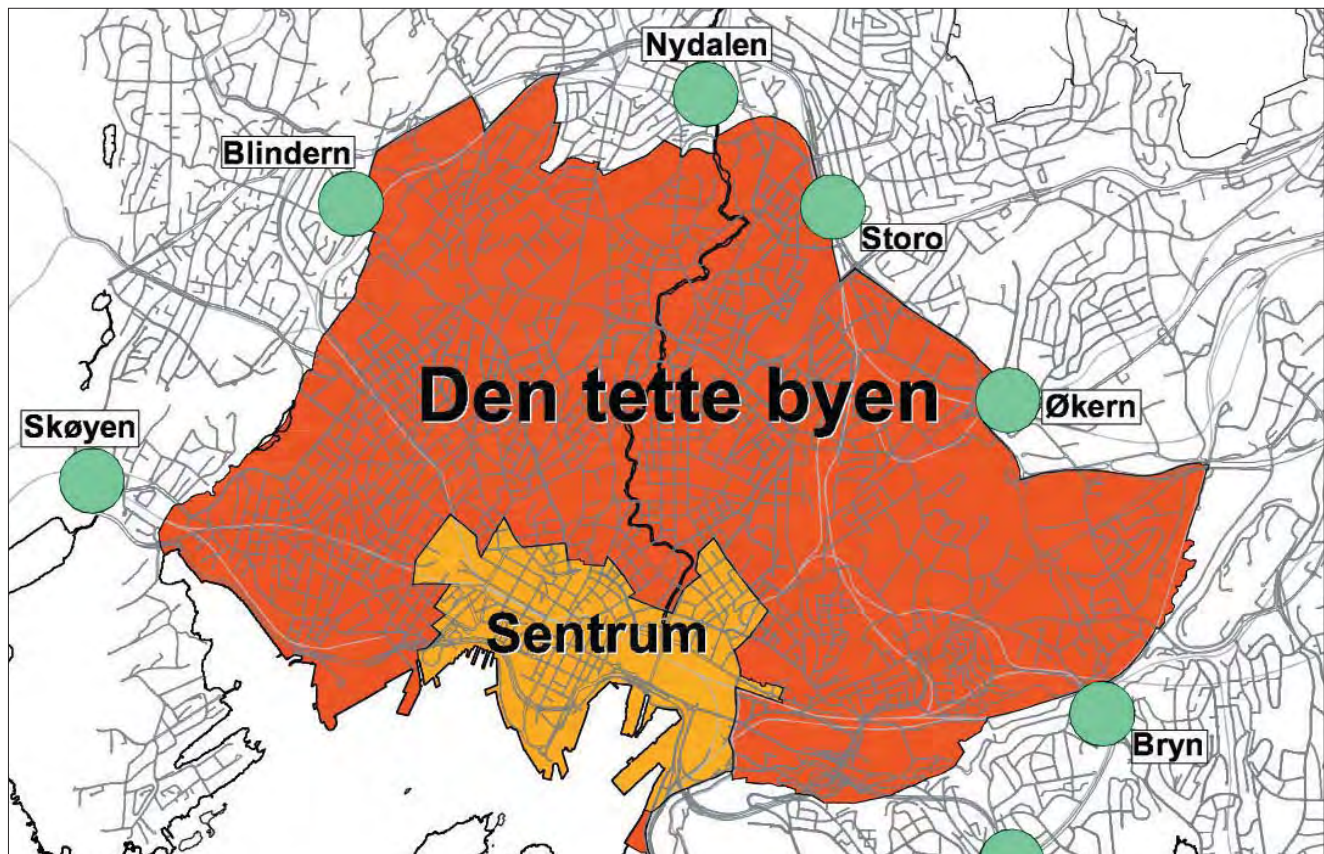 Nydalen
Blindern
Storo
Den tette byen
Økern
Skøyen
Sentrum
Bryn